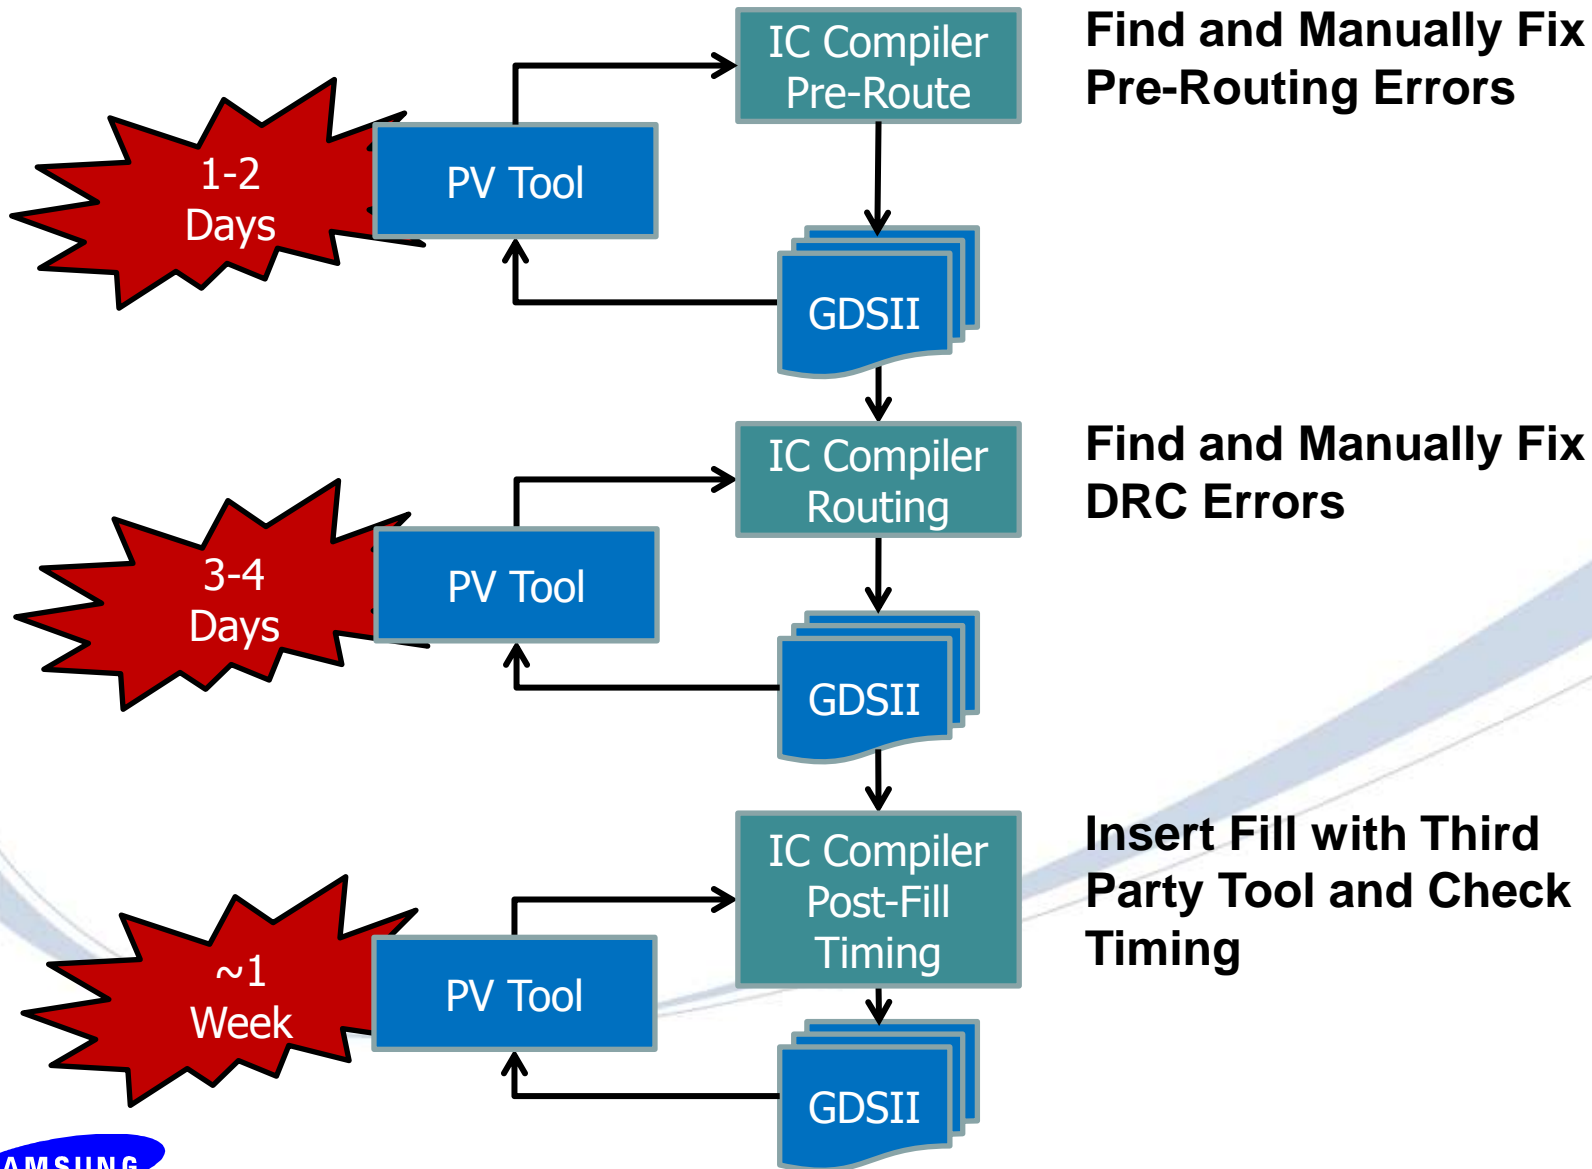 IC Compiler
Pre-Route
Find and Manually Fix
Pre-Routing Errors
1-2
Days
PV Tool
GDSII
IC Compiler
Routing
Find and Manually Fix
DRC Errors
3-4
Days
PV Tool
GDSII
IC Compiler
Post-Fill
Timing
Insert Fill with Third
Party Tool and Check
Timing
~1
Week
PV Tool
GDSII
AMSUNG